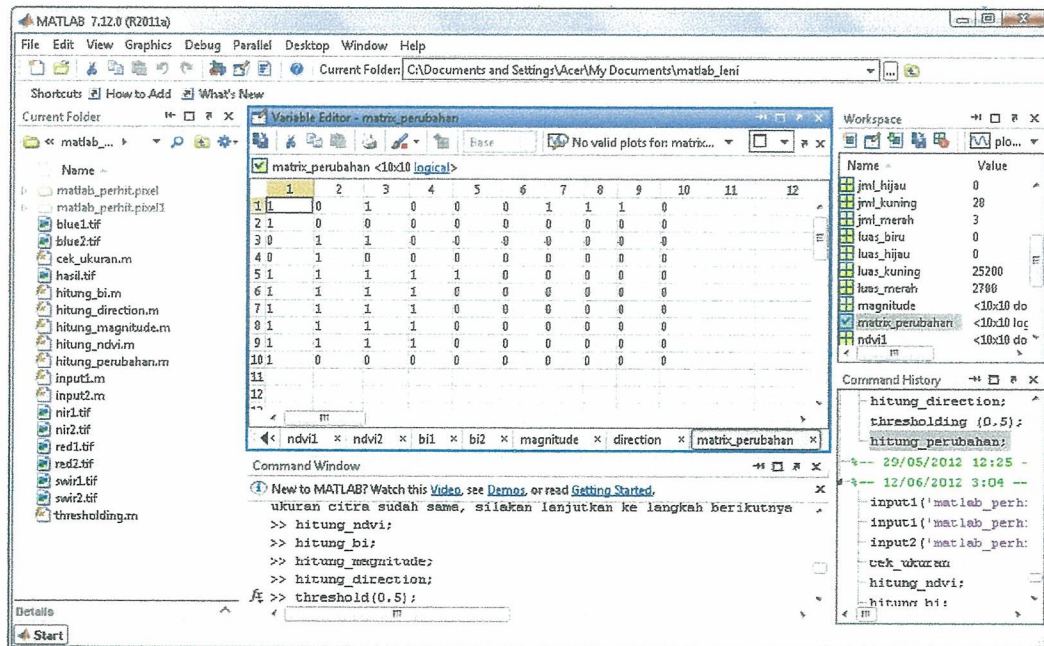 MATLAB 7.12.0 (R2011a)
File Edit View Graphics Debug Parallel Desktop Window Help
Current Folder: C:\Documents and Settings\Acer\My Documents\matlab_leni
Shortcuts How to Add What's New
Current Folder
« matlab_...
Name
matlab_perhit.pixel
matlab_perhit.pixel1
blue1.tif
blue2.tif
cek_ukuran.m
hasil.tif
hitung_bi.m
hitung_direction.m
hitung_magnitude.m
hitung_ndvi.m
hitung_perubahan.m
input1.m
input2.m
nir1.tif
nir2.tif
red1.tif
red2.tif
swir1.tif
swir2.tif
thresholding.m
Details
Start
Variable Editor - matrix_perubahan
Base No valid plots for: matrix...
matrix_perubahan <10x10 logical>
1 2 3 4 5 6 7 8 9 10 11 12
1 1 0 1 0 0 0 1 1 1 0
2 1 0 0 0 0 0 0 0 0 0
3 0 1 1 0 0 0 0 0 0 0
4 0 1 0 0 0 0 0 0 0 0
5 1 1 1 1 1 0 0 0 0 0
6 1 1 1 1 0 0 0 0 0 0
7 1 1 1 1 0 0 0 0 0 0
8 1 1 1 1 0 0 0 0 0 0
9 1 1 1 1 0 0 0 0 0 0
10 1 0 0 0 0 0 0 0 0 0
11
12
ndvi1 ndvi2 bi1 bi2 magnitude direction matrix_perubahan
Command Window
New to MATLAB? Watch this Video, see Demos, or read Getting Started.
ukuran citra sudah sama, silakan lanjutkan ke langkah berikutnya
>> hitung_ndvi;
>> hitung_bi;
>> hitung_magnitude;
>> hitung_direction;
>> threshold(0.5);
Workspace
plo...
Name Value
jml_hijau 0
jml_kuning 28
jml_merah 3
luas_biru 0
luas_hijau 0
luas_kuning 25200
luas_merah 2700
magnitude <10x10 do
matrix_perubahan <10x10 log
ndvi1 <10x10 do
Command History
hitung_direction;
thresholding (0.5);
hitung_perubahan;
%-- 29/05/2012 12:25 -
%-- 12/06/2012 3:04 --
input1('matlab_perh:
input1('matlab_perh:
input2('matlab_perh:
cek_ukuran
hitung_ndvi;
hitung_bi;